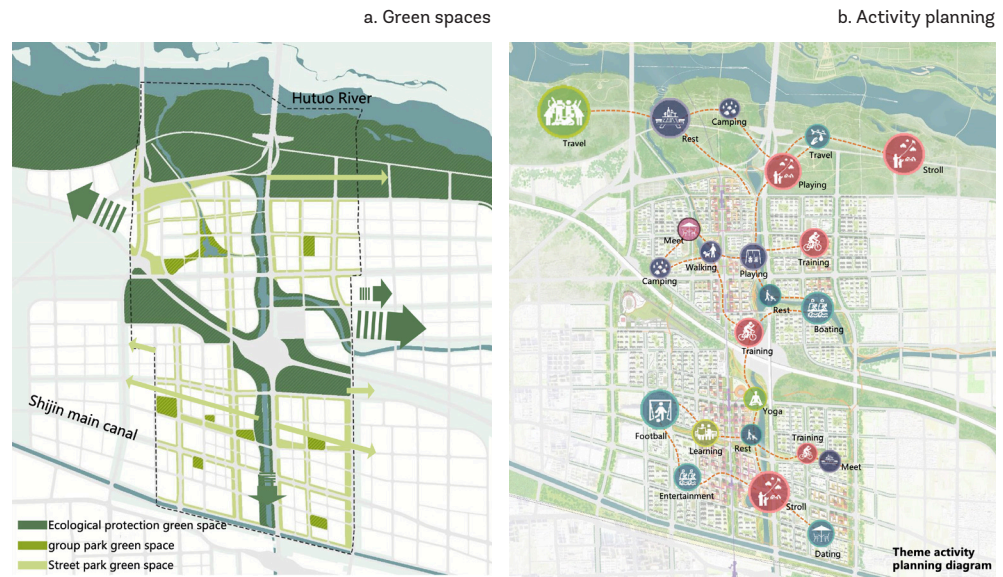 a. Green spaces
Hutuo River
Shijin main canal
Ecological protection green space
group park green space
Street park green space
b. Activity planning
Travel
Rest
Camping
Travel
Playing
Stroll
Meet
Walking
Camping
Playing
Training
Rest
Boating
Training
Yoga
Football
Learning
Rest
Training
Meet
Entertainment
Stroll
Dating
Theme activity
planning diagram